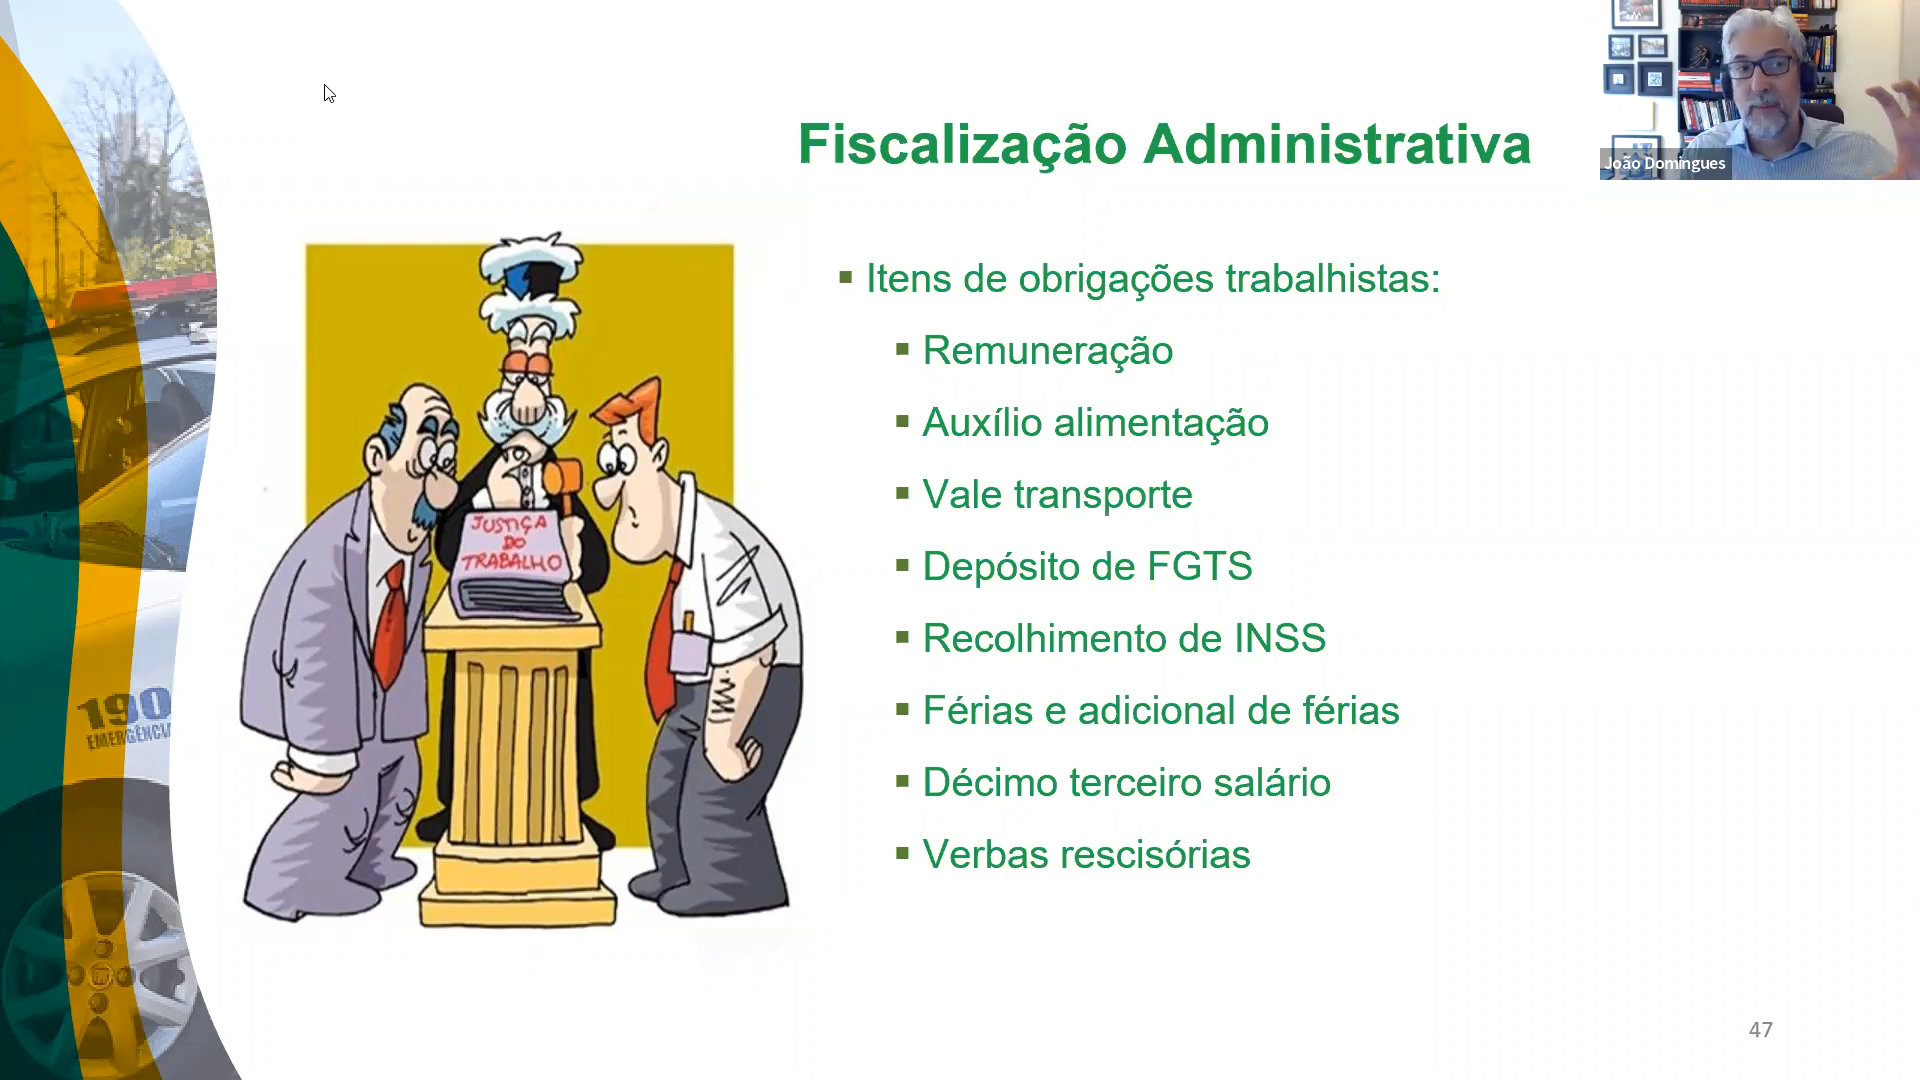 Fiscalização Administrativa
João Domingues
JUSTIÇA
DO
TRABALHO
▪ Itens de obrigações trabalhistas:
▪ Remuneração
▪ Auxílio alimentação
▪ Vale transporte
▪ Depósito de FGTS
▪ Recolhimento de INSS
▪ Férias e adicional de férias
▪ Décimo terceiro salário
▪ Verbas rescisórias
190
EMERGÊNCIA
47